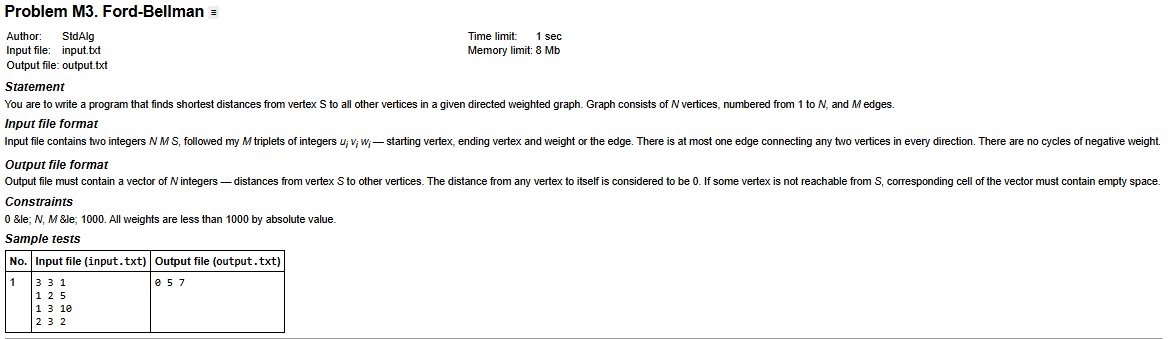 Problem M3. Ford-Bellman ≡
Author: StdAlg Time limit: 1 sec
Input file: input.txt Memory limit: 8 Mb
Output file: output.txt
Statement
You are to write a program that finds shortest distances from vertex S to all other vertices in a given directed weighted graph. Graph consists of N vertices, numbered from 1 to N, and M edges.
Input file format
Input file contains two integers N M S, followed my M triplets of integers ui vi wi — starting vertex, ending vertex and weight or the edge. There is at most one edge connecting any two vertices in every direction. There are no cycles of negative weight.
Output file format
Output file must contain a vector of N integers — distances from vertex S to other vertices. The distance from any vertex to itself is considered to be 0. If some vertex is not reachable from S, corresponding cell of the vector must contain empty space.
Constraints
0 &le; N, M &le; 1000. All weights are less than 1000 by absolute value.
Sample tests
No. Input file (input.txt) Output file (output.txt)
1 3 3 1 0 5 7
1 2 5
1 3 10
2 3 2